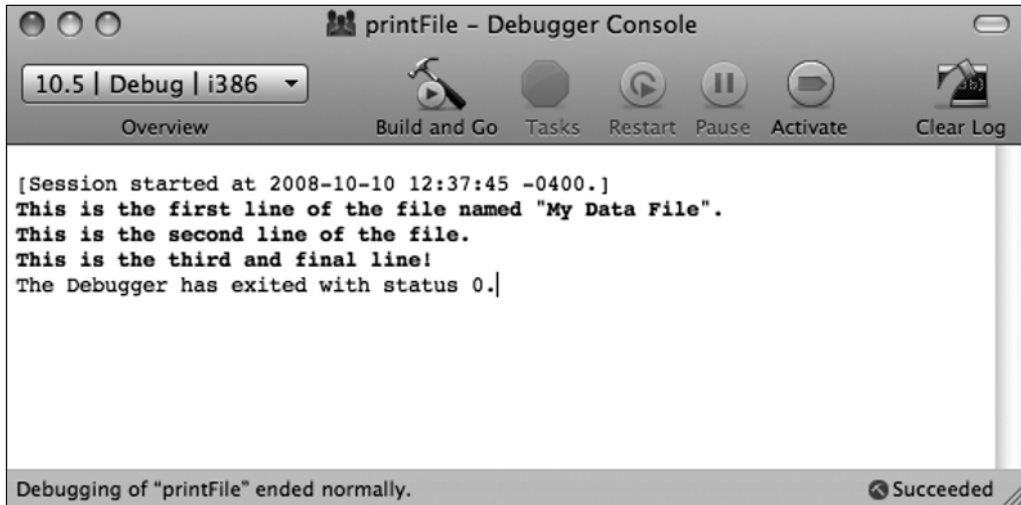 printFile – Debugger Console
10.5 | Debug | i386
Overview
Build and Go
Tasks
Restart
Pause
Activate
Clear Log
[Session started at 2008-10-10 12:37:45 -0400.]
This is the first line of the file named "My Data File".
This is the second line of the file.
This is the third and final line!
The Debugger has exited with status 0.
Debugging of “printFile” ended normally.
Succeeded